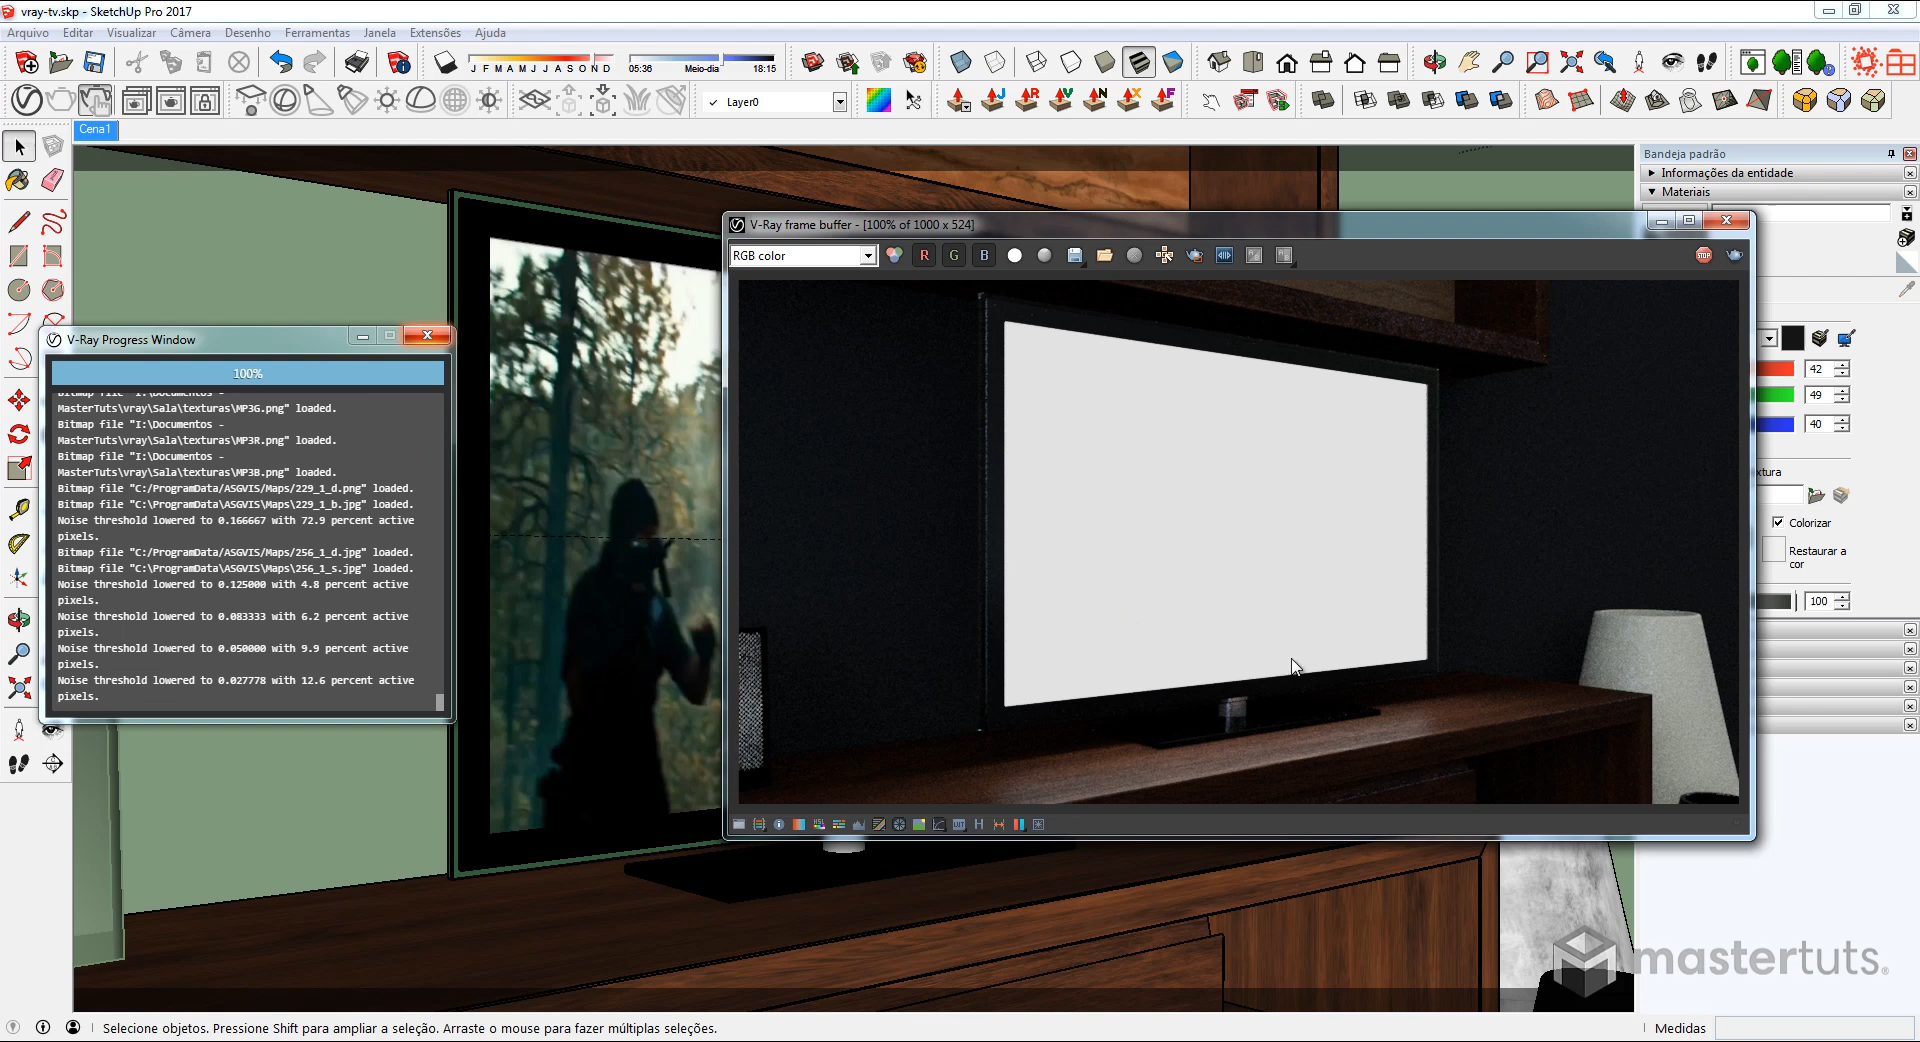 vray-tv.skp - SketchUp Pro 2017
Arquivo Editar Visualizar Câmera Desenho Ferramentas Janela Extensões Ajuda
J F M A M J J A S O N D
05:36 Meio-dia 18:15
Layer0
J R V N X F
Cena1
Bandeja padrão
Informações da entidade
Materiais
V-Ray frame buffer - [100% of 1000 x 524]
RGB color
R G B
STOP
V-Ray Progress Window
100%
Bitmap file "I:\Documentos -
MasterTuts\vray\Sala\texturas\MP3G.png" loaded.
Bitmap file "I:\Documentos -
MasterTuts\vray\Sala\texturas\MP3R.png" loaded.
Bitmap file "I:\Documentos -
MasterTuts\vray\Sala\texturas\MP3B.png" loaded.
Bitmap file "C:/ProgramData/ASGVIS/Maps/229_1_d.png" loaded.
Bitmap file "C:\ProgramData\ASGVIS\Maps\229_1_b.jpg" loaded.
Noise threshold lowered to 0.166667 with 72.9 percent active
pixels.
Bitmap file "C:/ProgramData/ASGVIS/Maps/256_1_d.jpg" loaded.
Bitmap file "C:\ProgramData\ASGVIS\Maps\256_1_s.jpg" loaded.
Noise threshold lowered to 0.125000 with 4.8 percent active
pixels.
Noise threshold lowered to 0.083333 with 6.2 percent active
pixels.
Noise threshold lowered to 0.050000 with 9.9 percent active
pixels.
Noise threshold lowered to 0.027778 with 12.6 percent active
pixels.
42
49
40
xtura
Colorizar
Restaurar a
cor
100
HSL
LUT
H
mastertuts.
Selecione objetos. Pressione Shift para ampliar a seleção. Arraste o mouse para fazer múltiplas seleções.
Medidas